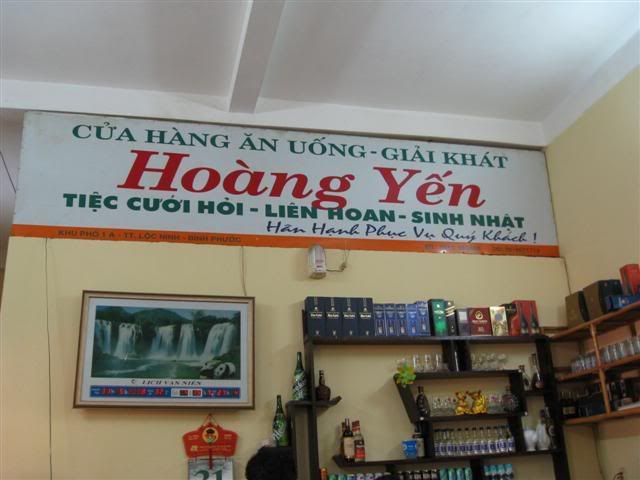 CỬA HÀNG ĂN UỐNG - GIẢI KHÁT
Hoàng Yến
TIỆC CƯỚI HỎI - LIÊN HOAN - SINH NHẬT
Hân Hạnh Phục Vụ Quý Khách !
KHU PHỐ 1 A - TT. LỘC NINH - BÌNH PHƯỚC
LỊCH VẠN NIÊN
21